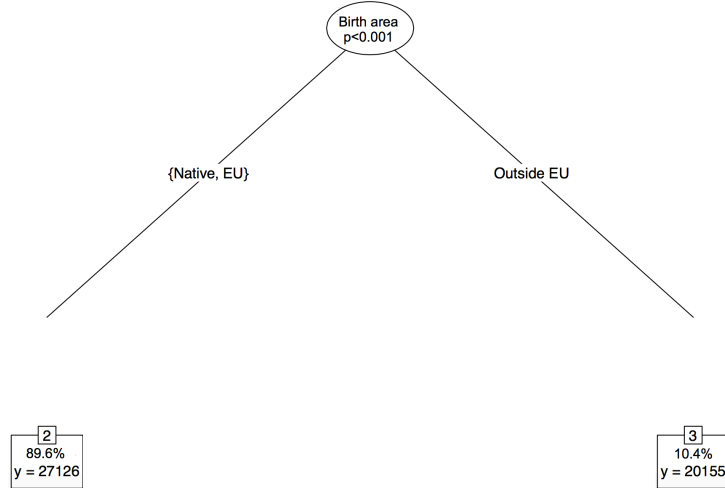 Birth area
p<0.001
{Native, EU}
Outside EU
2
89.6%
y = 27126
3
10.4%
y = 20155